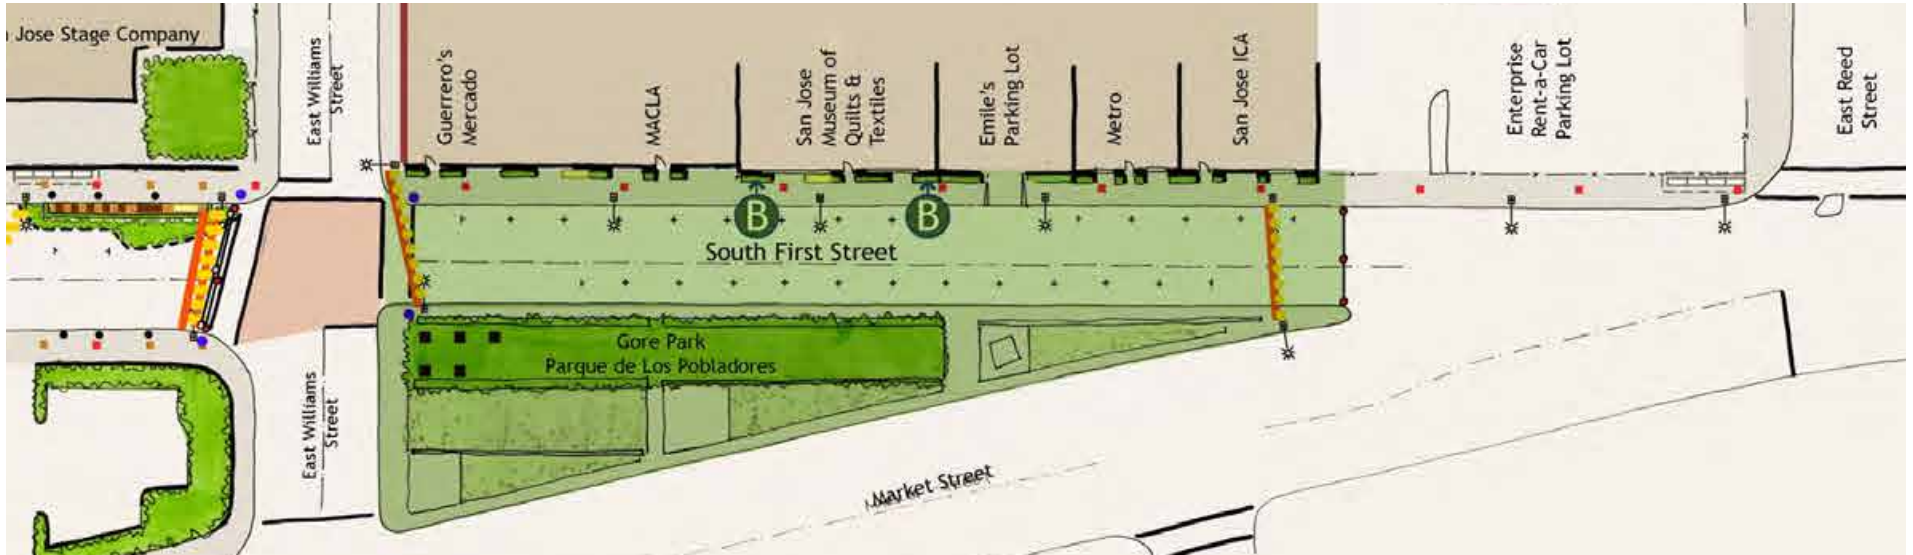 Jose Stage Company
East Williams
Street
Guerrero's
Mercado
MACLA
San Jose
Museum of
Quilts &
Textiles
Emile's
Parking Lot
Metro
San Jose ICA
Enterprise
Rent-a-Car
Parking Lot
East Reed
Street
B
B
South First Street
Gore Park
Parque de Los Pobladores
East Williams
Street
Market Street